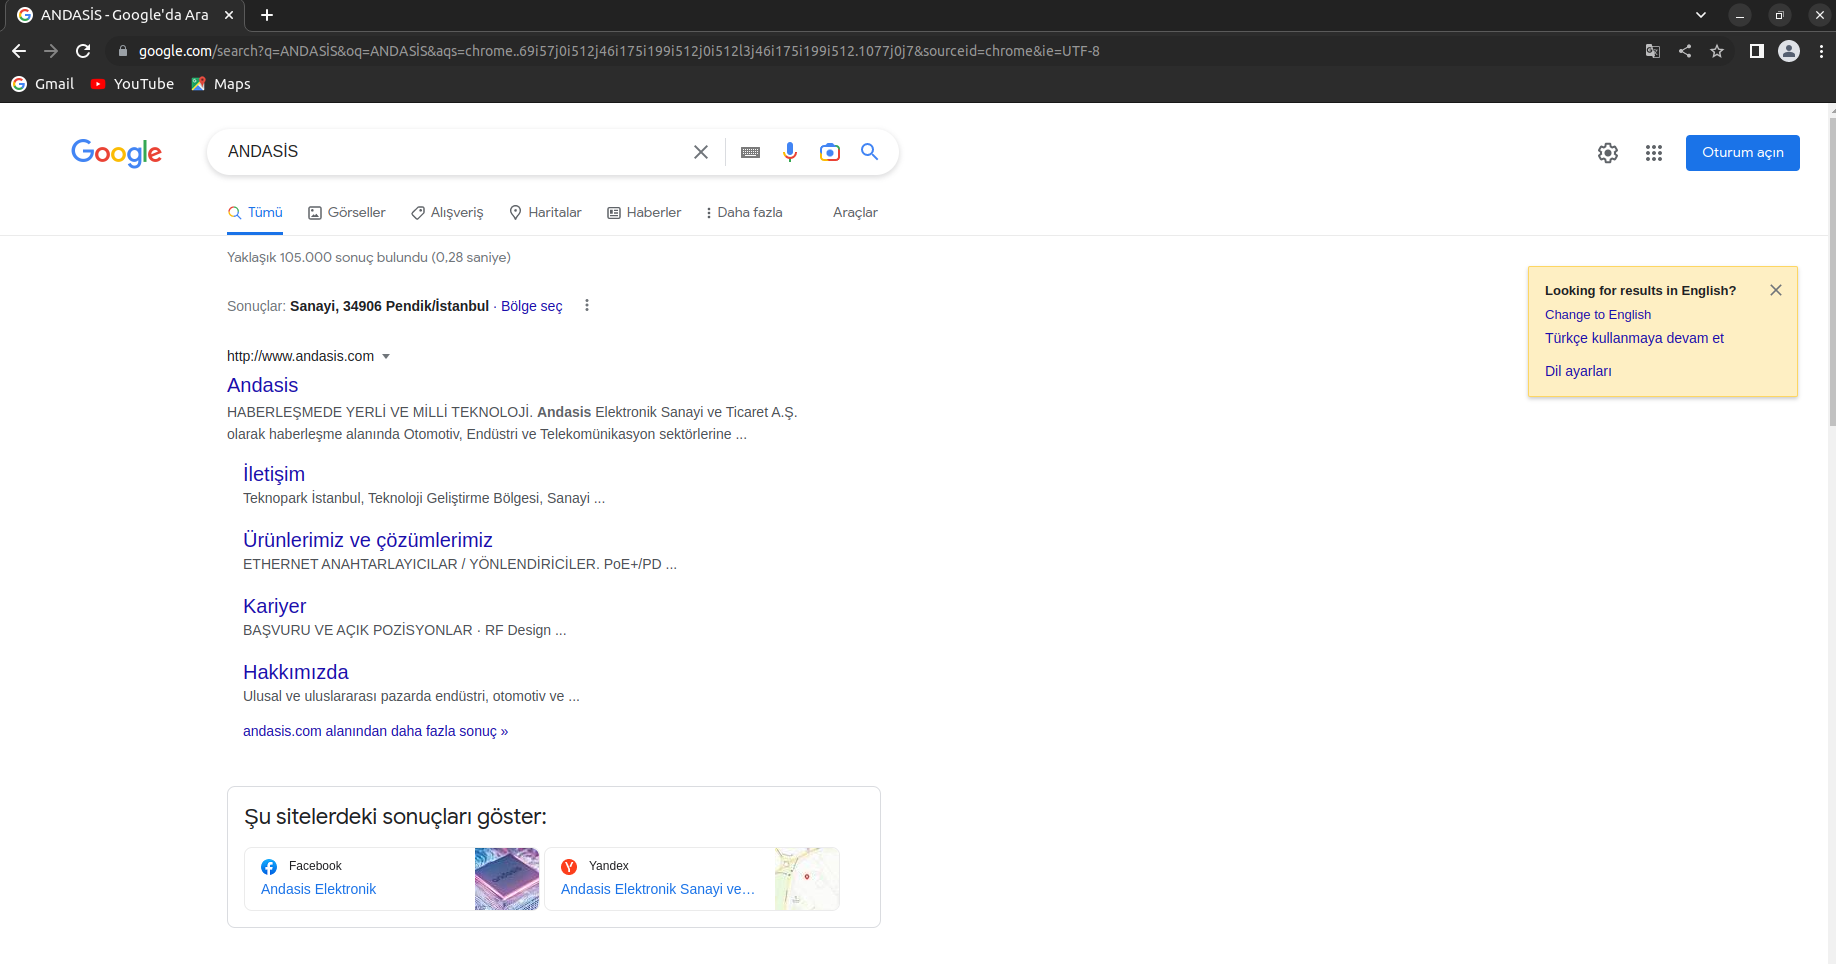 ANDASİS - Google'da Ara
google.com/search?q=ANDASİS&oq=ANDASİS&aqs=chrome..69i57j0i512j46i175i199i512j0i512l3j46i175i199i512.1077j0j7&sourceid=chrome&ie=UTF-8
Gmail YouTube Maps
Google
ANDASİS
Oturum açın
Tümü Görseller Alışveriş Haritalar Haberler Daha fazla Araçlar
Yaklaşık 105.000 sonuç bulundu (0,28 saniye)
Sonuçlar: Sanayi, 34906 Pendik/İstanbul · Bölge seç
http://www.andasis.com
Andasis
HABERLEŞMEDE YERLİ VE MİLLİ TEKNOLOJİ. Andasis Elektronik Sanayi ve Ticaret A.Ş.
olarak haberleşme alanında Otomotiv, Endüstri ve Telekomünikasyon sektörlerine ...
İletişim
Teknopark İstanbul, Teknoloji Geliştirme Bölgesi, Sanayi ...
Ürünlerimiz ve çözümlerimiz
ETHERNET ANAHTARLAYICILAR / YÖNLENDİRİCİLER. PoE+/PD ...
Kariyer
BAŞVURU VE AÇIK POZİSYONLAR · RF Design ...
Hakkımızda
Ulusal ve uluslararası pazarda endüstri, otomotiv ve ...
andasis.com alanından daha fazla sonuç »
Şu sitelerdeki sonuçları göster:
Facebook
Andasis Elektronik
andasis
Yandex
Andasis Elektronik Sanayi ve...
Looking for results in English?
Change to English
Türkçe kullanmaya devam et
Dil ayarları